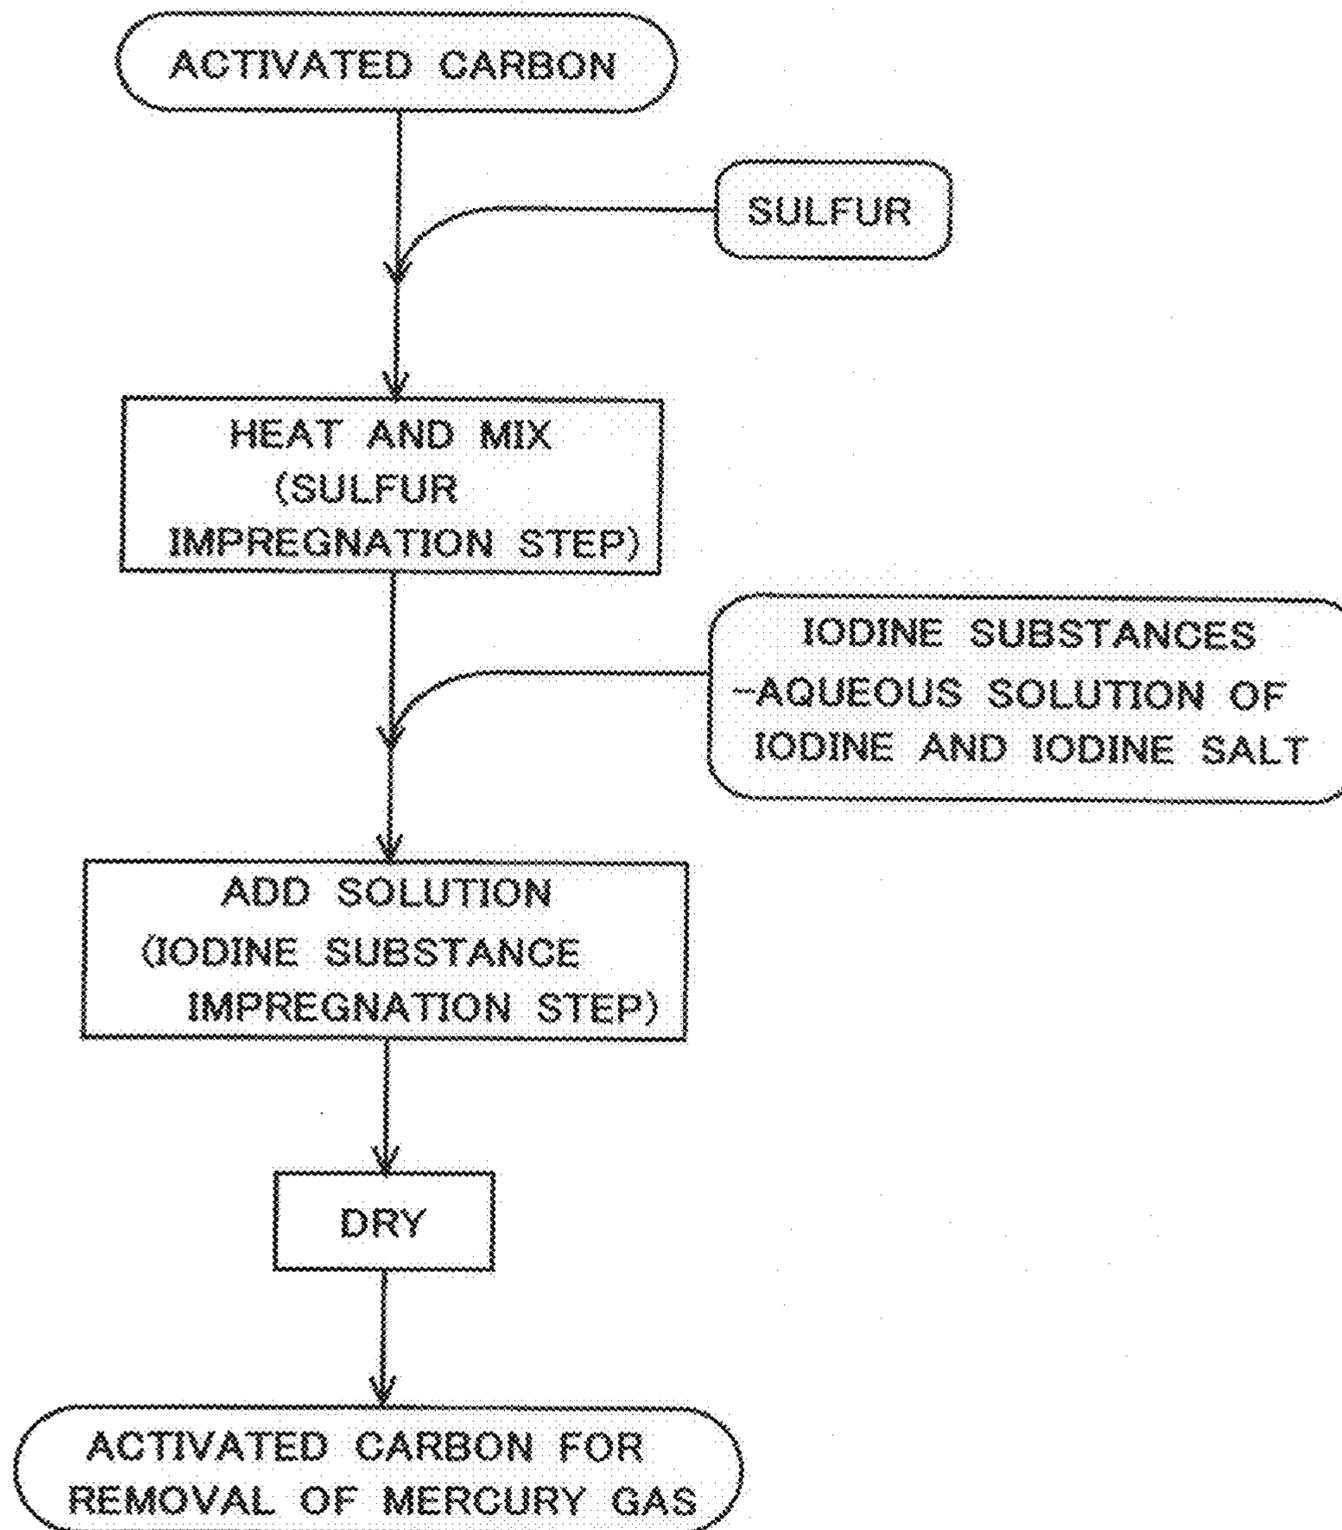 ACTIVATED CARBON
SULFUR
HEAT AND MIX
(SULFUR
IMPREGNATION STEP)
IODINE SUBSTANCES
-AQUEOUS SOLUTION OF
IODINE AND IODINE SALT
ADD SOLUTION
(IODINE SUBSTANCE
IMPREGNATION STEP)
DRY
ACTIVATED CARBON FOR
REMOVAL OF MERCURY GAS